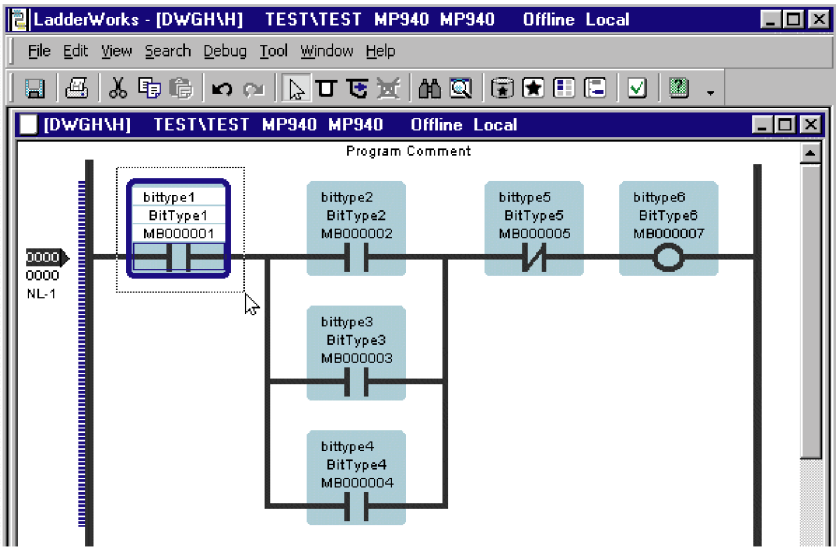 LadderWorks - [DWGH\H] TEST\TEST MP940 MP940 Offline Local
File Edit View Search Debug Tool Window Help
[DWGH\H] TEST\TEST MP940 MP940 Offline Local
Program Comment
bittype1
BitType1
MB000001
bittype2
BitType2
MB000002
bittype5
BitType5
MB000005
bittype6
BitType6
MB000007
0000
0000
NL-1
bittype3
BitType3
MB000003
bittype4
BitType4
MB000004